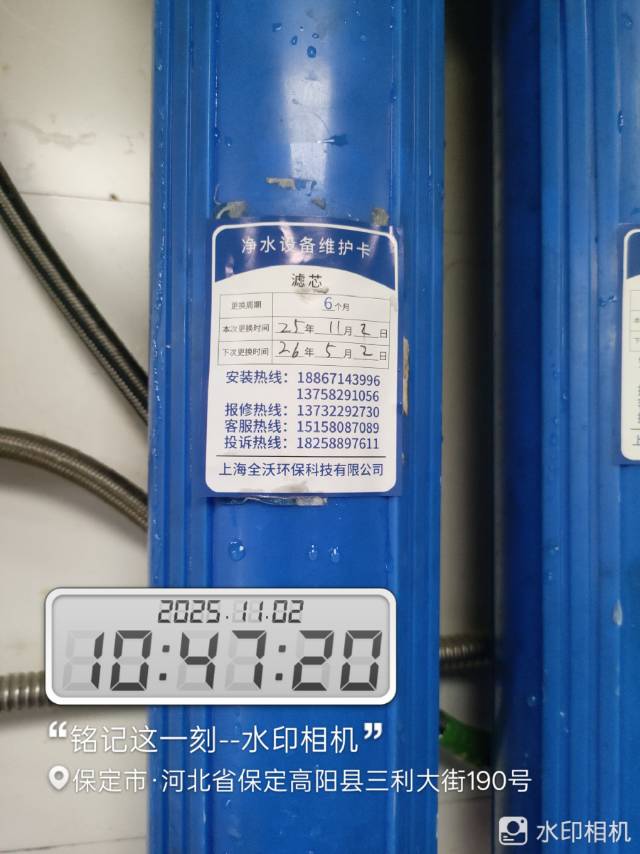 净水设备维护卡
滤芯
更换周期 6个月
本次更换时间 25年 11月 2日
下次更换时间 26年 5月 2日
安装热线：18867143996
13758291056
报修热线：13732292730
客服热线：15158087089
投诉热线：18258897611
上海全沃环保科技有限公司
2025.11.02
10:47:20
“铭记这一刻--水印相机”
保定市·河北省保定高阳县三利大街190号
水印相机